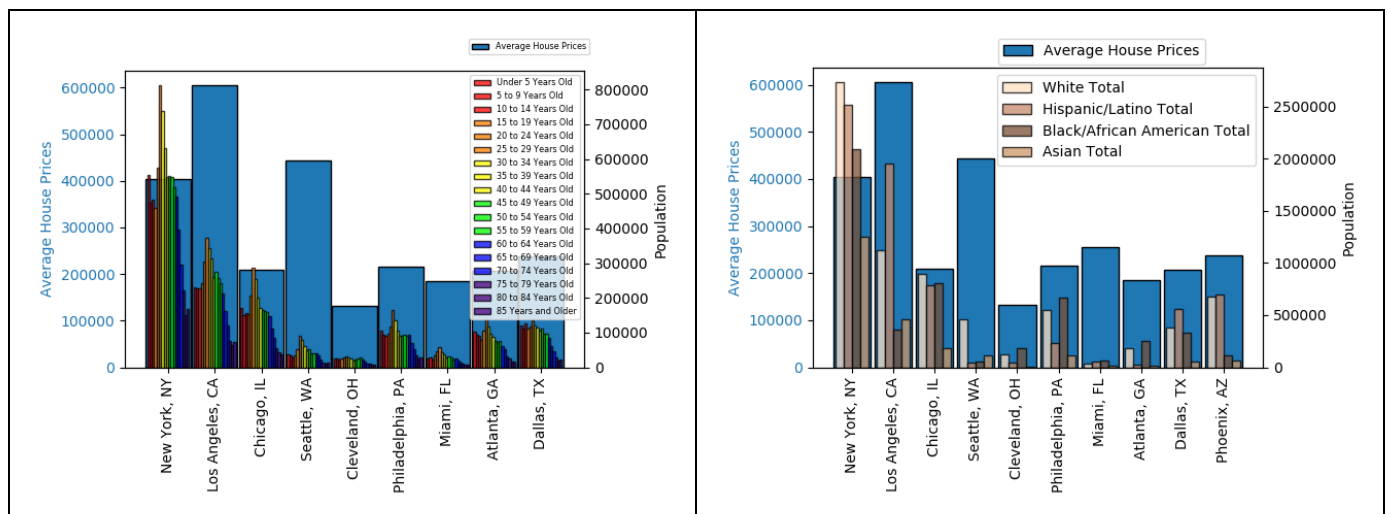 Average House Prices
Under 5 Years Old
5 to 9 Years Old
10 to 14 Years Old
15 to 19 Years Old
20 to 24 Years Old
25 to 29 Years Old
30 to 34 Years Old
35 to 39 Years Old
40 to 44 Years Old
45 to 49 Years Old
50 to 54 Years Old
55 to 59 Years Old
60 to 64 Years Old
65 to 69 Years Old
70 to 74 Years Old
75 to 79 Years Old
80 to 84 Years Old
85 Years and Older
600000
500000
400000
300000
200000
100000
0
Average House Prices
800000
700000
600000
500000
400000
300000
200000
100000
0
Population
New York, NY
Los Angeles, CA
Chicago, IL
Seattle, WA
Cleveland, OH
Philadelphia, PA
Miami, FL
Atlanta, GA
Dallas, TX
Average House Prices
White Total
Hispanic/Latino Total
Black/African American Total
Asian Total
600000
500000
400000
300000
200000
100000
0
Average House Prices
2500000
2000000
1500000
1000000
500000
0
Population
New York, NY
Los Angeles, CA
Chicago, IL
Seattle, WA
Cleveland, OH
Philadelphia, PA
Miami, FL
Atlanta, GA
Dallas, TX
Phoenix, AZ